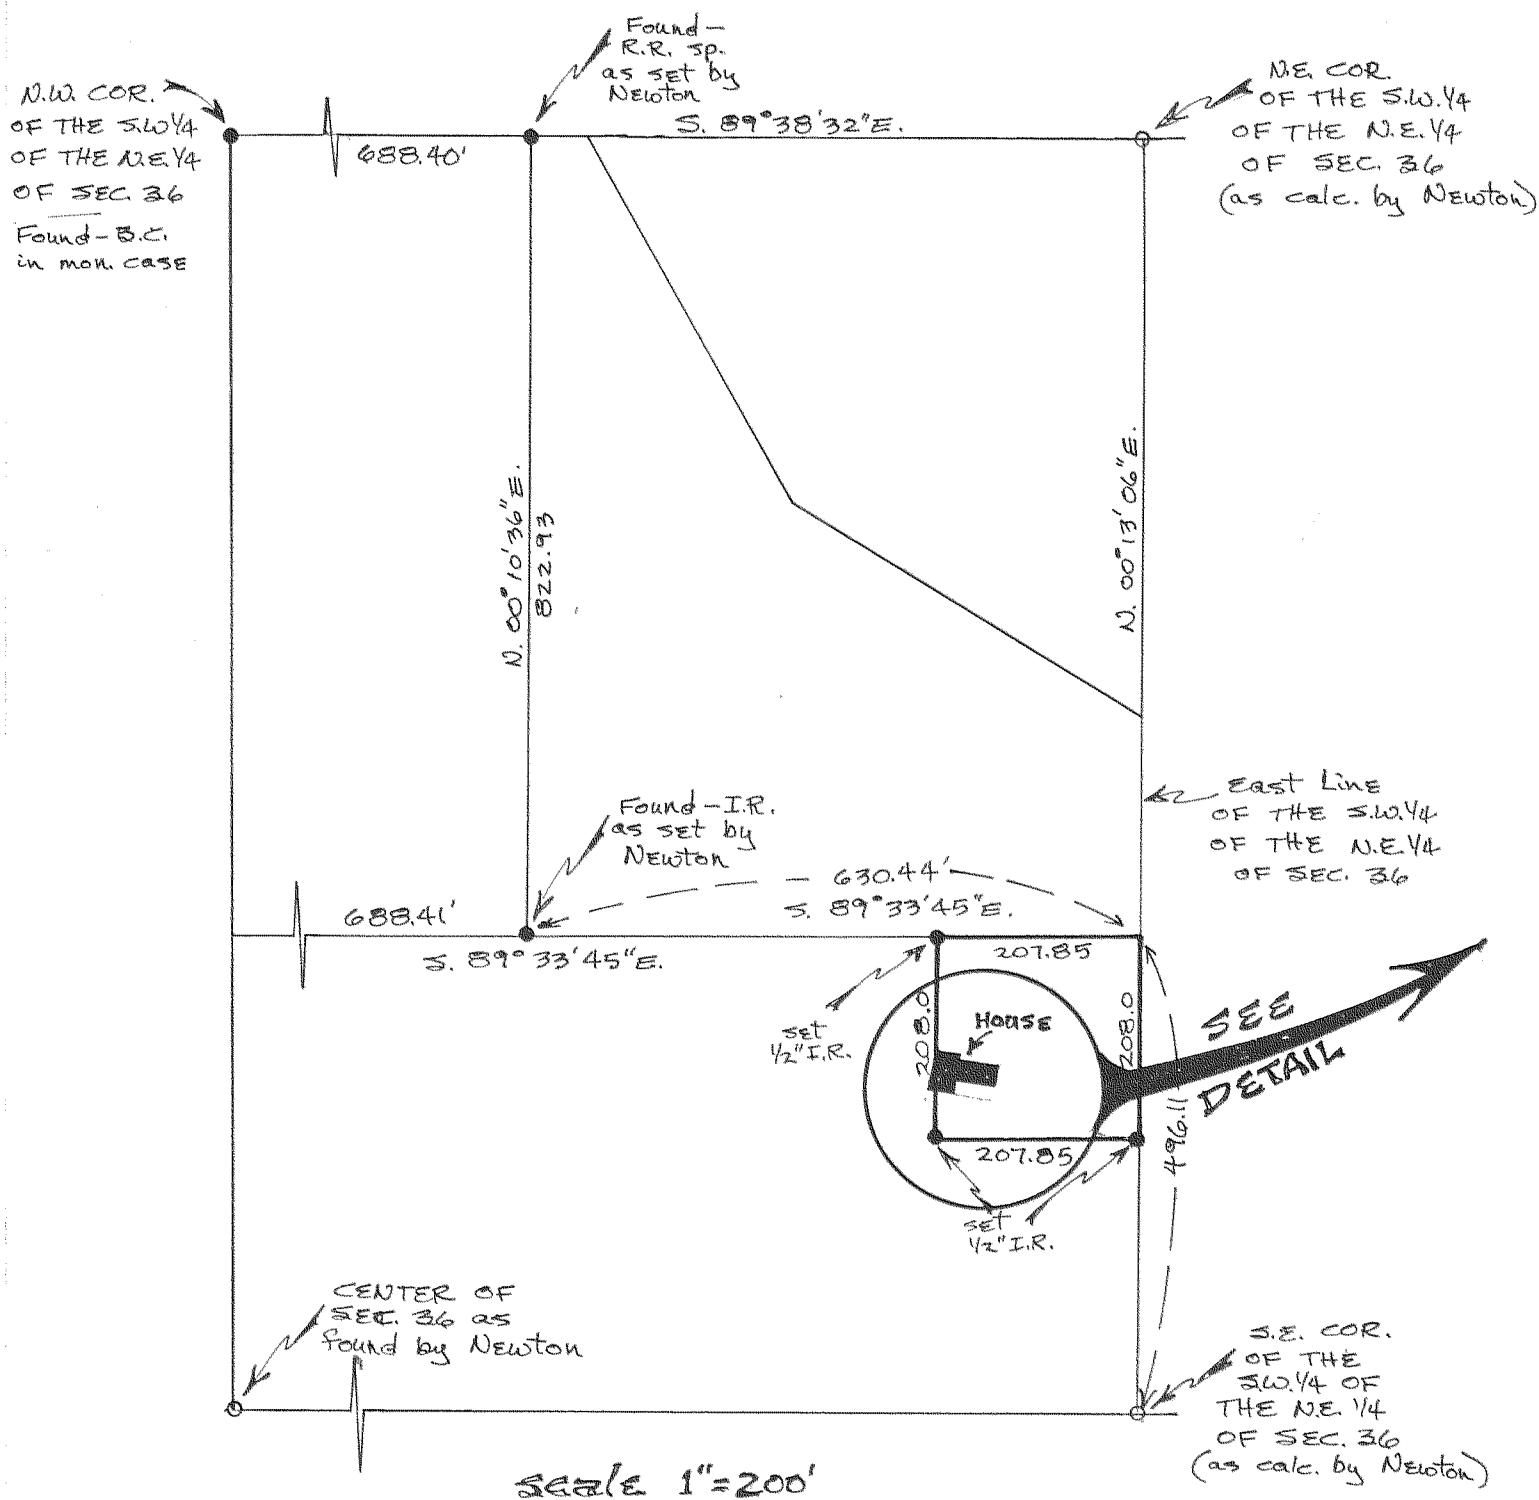 Found-
R.R. Sp.
as set by
Newton
N.W. COR.
OF THE S.W 1/4
OF THE N.E. 1/4
OF SEC. 36
Found-B.C.
in mon. case
N.E. COR.
OF THE S.W. 1/4
OF THE N.E. 1/4
OF SEC. 36
(as calc. by Newton)
688.40'
S. 89°38'32"E.
N. 00°10'36"E.
822.93
N. 00°13'06"E.
East Line
OF THE S.W. 1/4
OF THE N.E. 1/4
OF SEC. 36
Found-I.R.
as set by
Newton
630.44'
S. 89°33'45"E.
688.41'
S. 89°33'45"E.
207.85
208.0
HOUSE
208.0
SEE
DETAIL
set
1/2" I.R.
207.85
496.11
set
1/2" I.R.
CENTER OF
SEC. 36 as
found by Newton
S.E. COR.
OF THE
S.W. 1/4 OF
THE N.E. 1/4
OF SEC. 36
(as calc. by Newton)
scale 1"=200'